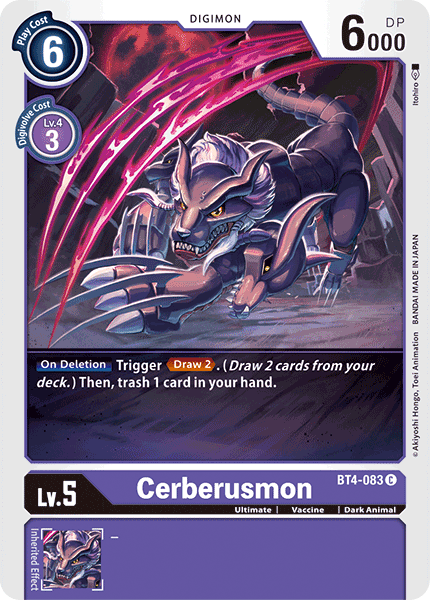 Play Cost
6
DIGIMON
DP
6000
Digivolve Cost
Lv.4
3
Itohiro
On Deletion Trigger Draw 2 . (Draw 2 cards from your
deck.) Then, trash 1 card in your hand.
© Akiyoshi Hongo, Toei Animation BANDAI MADE IN JAPAN
Lv.5
Cerberusmon
BT4-083 C
Ultimate | Vaccine | Dark Animal
Inherited Effect
–